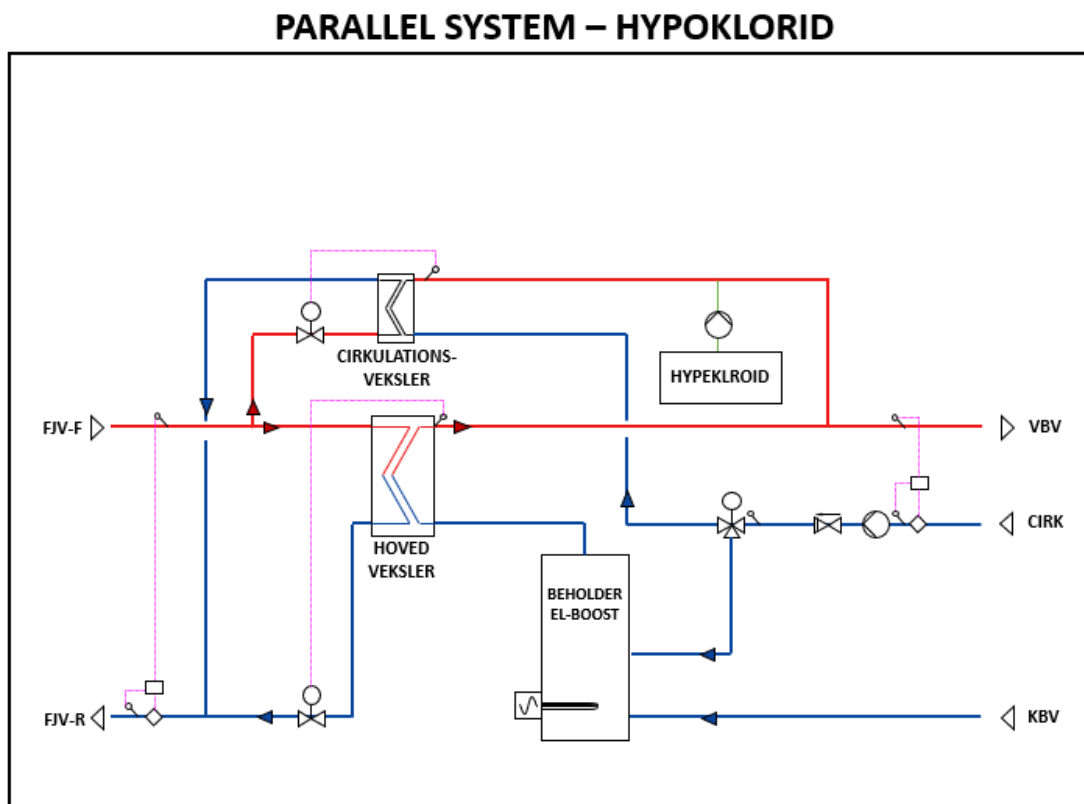 PARALLEL SYSTEM – HYPOKLORID
CIRKULATIONS-
VEKSLER
HYPEKLROID
FJV-F
VBV
CIRK
HOVED
VEKSLER
BEHOLDER
EL-BOOST
FJV-R
KBV